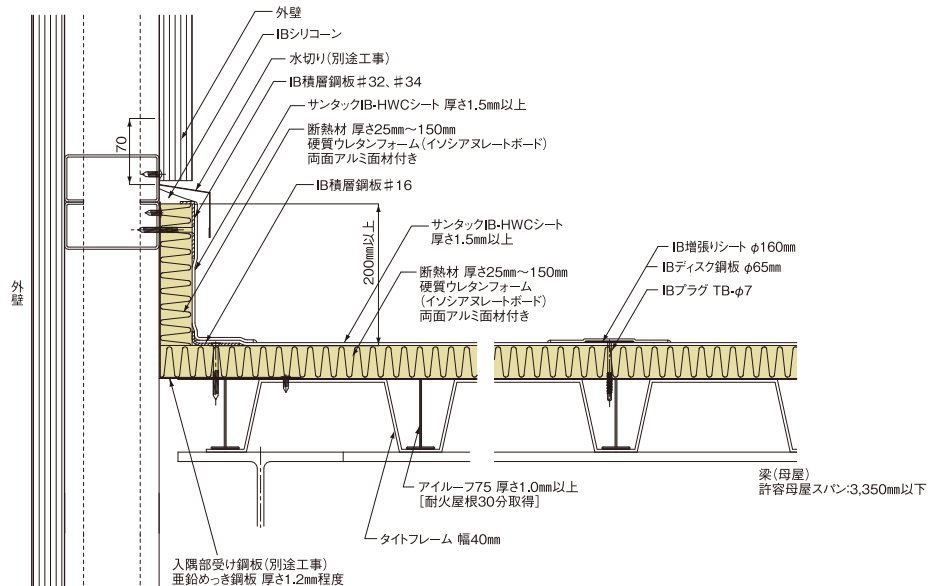 外壁
IBシリコーン
水切り(別途工事)
IB積層鋼板♯32、♯34
サンタックIB-HWCシート 厚さ1.5mm以上
断熱材 厚さ25mm～150mm
硬質ウレタンフォーム(イソシアヌレートボード)
両面アルミ面材付き
IB積層鋼板♯16
70
200mm以上
サンタックIB-HWCシート
厚さ1.5mm以上
断熱材 厚さ25mm～150mm
硬質ウレタンフォーム
(イソシアヌレートボード)
両面アルミ面材付き
IB増張りシート φ160mm
IBディスク鋼板 φ65mm
IBプラグ TB-φ7
外壁
アイルーフ75 厚さ1.0mm以上
[耐火屋根30分取得]
梁(母屋)
許容母屋スパン:3,350mm以下
タイトフレーム 幅40mm
入隅部受け鋼板(別途工事)
亜鉛めっき鋼板 厚さ1.2mm程度